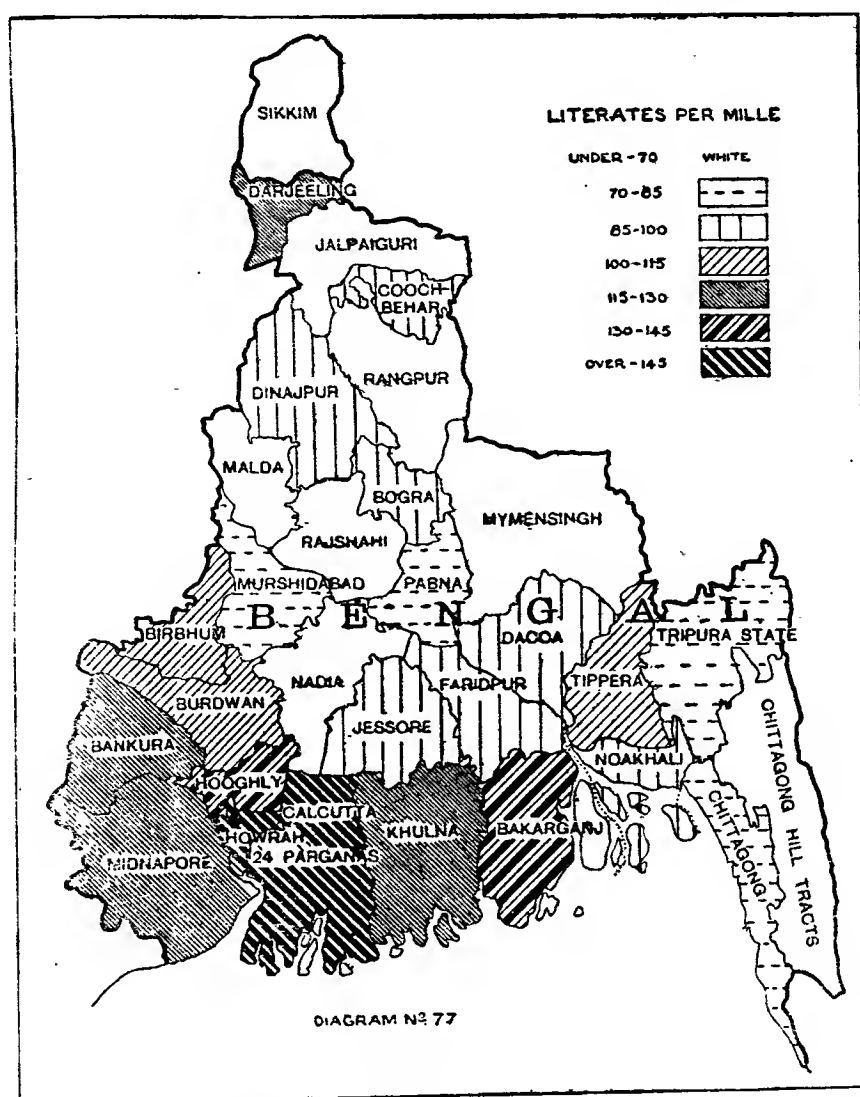 SIKKIM
LITERATES PER MILLE
UNDER-70 WHITE
70-85
85-100
100-115
115-130
130-145
OVER-145
DARJEELING
JALPAIGURI
COOCH
BEHAR
DINAJPUR
RANGPUR
MALDA
BOGRA
MYMENSINGH
RAJSHAHI
MURSHIDABAD
PABNA
BENGAL
BIRBHUM
DACOA
TRIPURA STATE
NADIA
FARIDPUR
TIPPERA
BURDWAN
JESSORE
BANKURA
NOAKHALI
CHITTAGONG HILL TRACTS
HOOGHLY
CHITTAGONG
CALCUTTA
HOWRAH
KHULNA
BAKARGANJ
MIDNAPORE
24 PARGANAS
DIAGRAM Nº 77